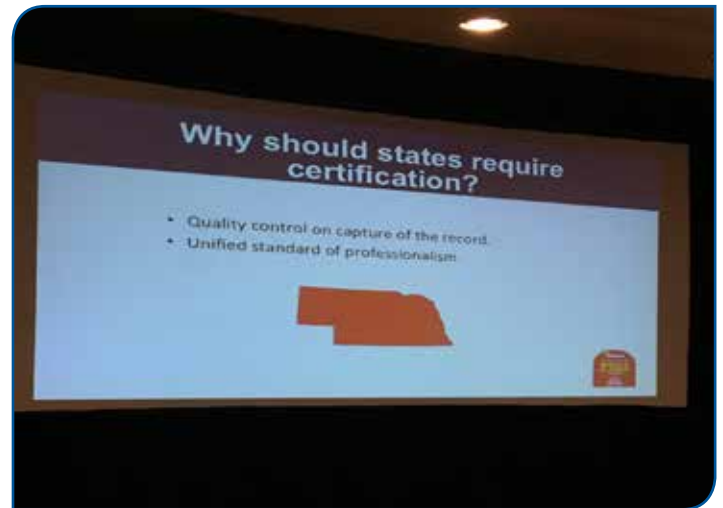 Why should states require
certification?
• Quality control on capture of the record.
• Unified standard of professionalism